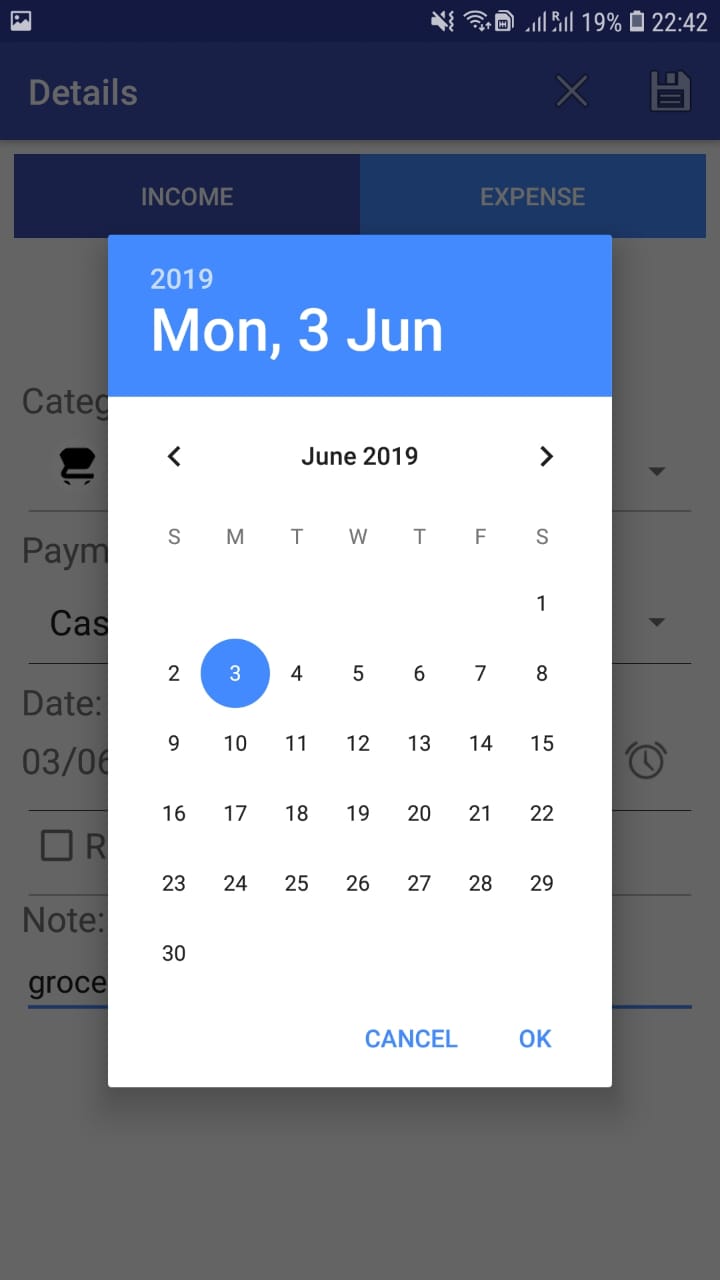 19% 22:42
Details
INCOME EXPENSE
2019
Mon, 3 Jun
Categ
June 2019
S M T W T F S
1
2 3 4 5 6 7 8
9 10 11 12 13 14 15
16 17 18 19 20 21 22
23 24 25 26 27 28 29
30
Paym
Cas
Date:
03/06
R
Note:
groce
CANCEL OK